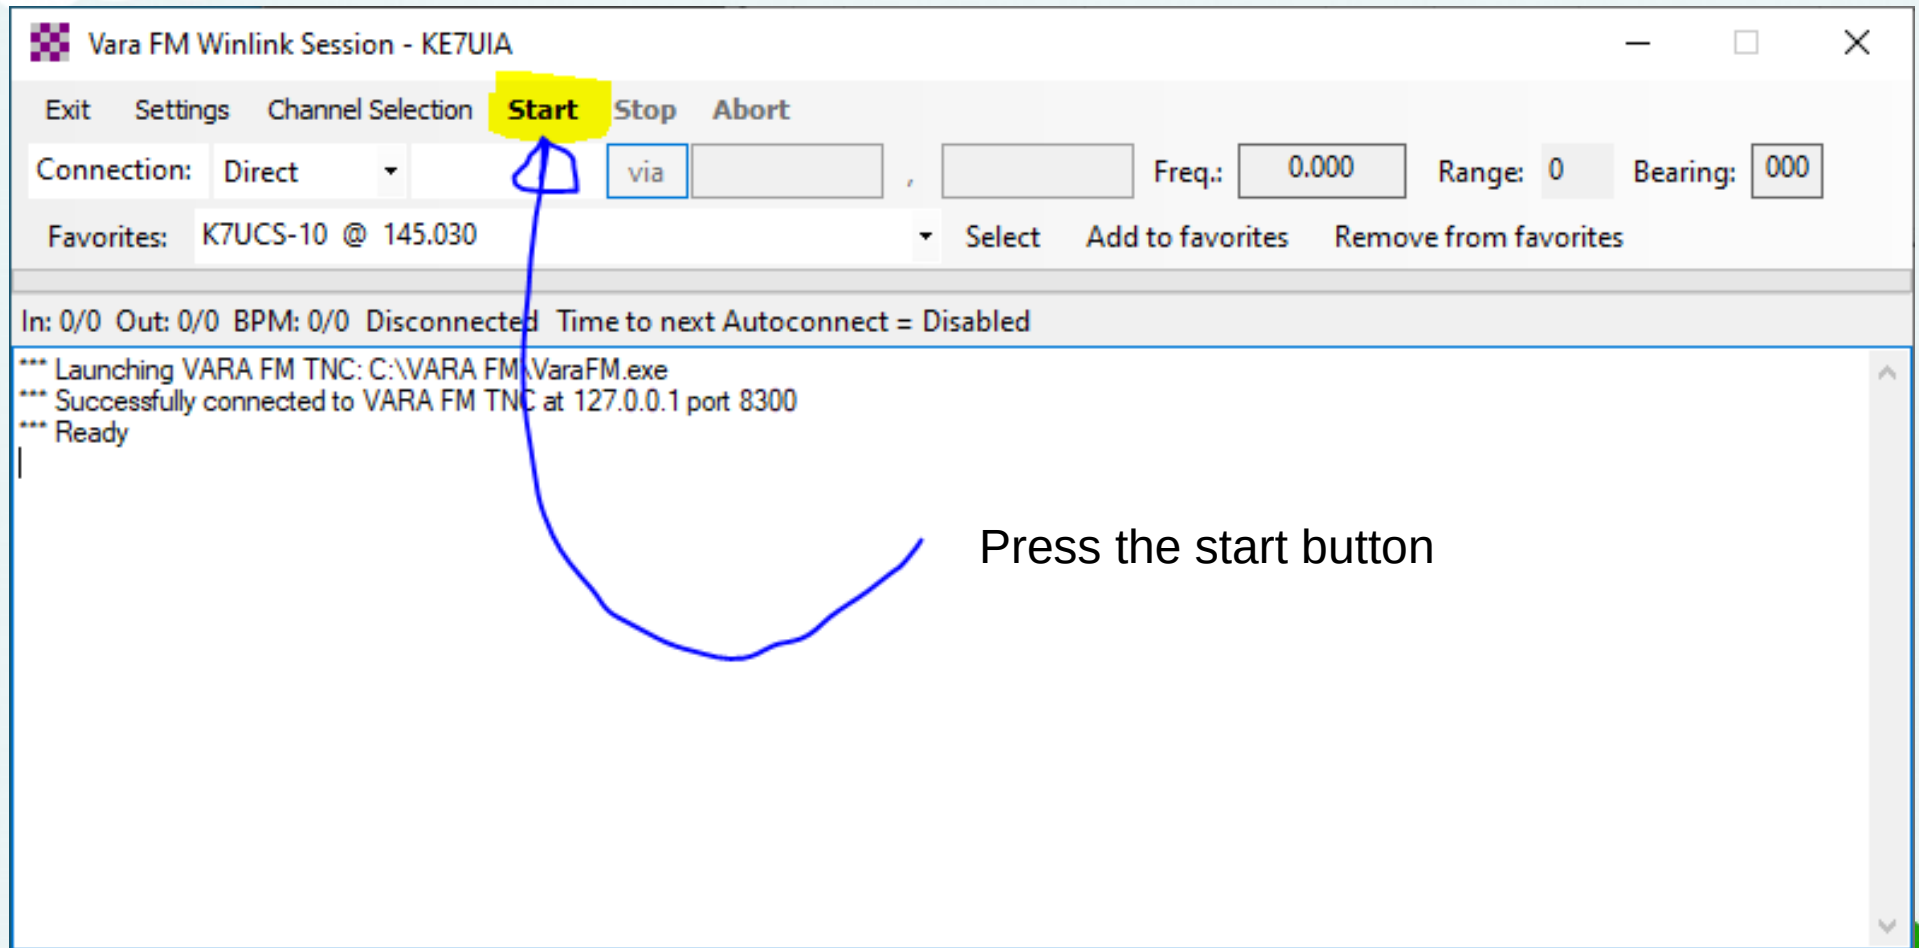 Vara FM Winlink Session - KE7UIA
Exit Settings Channel Selection Start Stop Abort
Connection: Direct via , Freq.: 0.000 Range: 0 Bearing: 000
Favorites: K7UCS-10 @ 145.030 Select Add to favorites Remove from favorites
In: 0/0 Out: 0/0 BPM: 0/0 Disconnected Time to next Autoconnect = Disabled
*** Launching VARA FM TNC: C:\VARA FM\VaraFM.exe
*** Successfully connected to VARA FM TNC at 127.0.0.1 port 8300
*** Ready
Press the start button